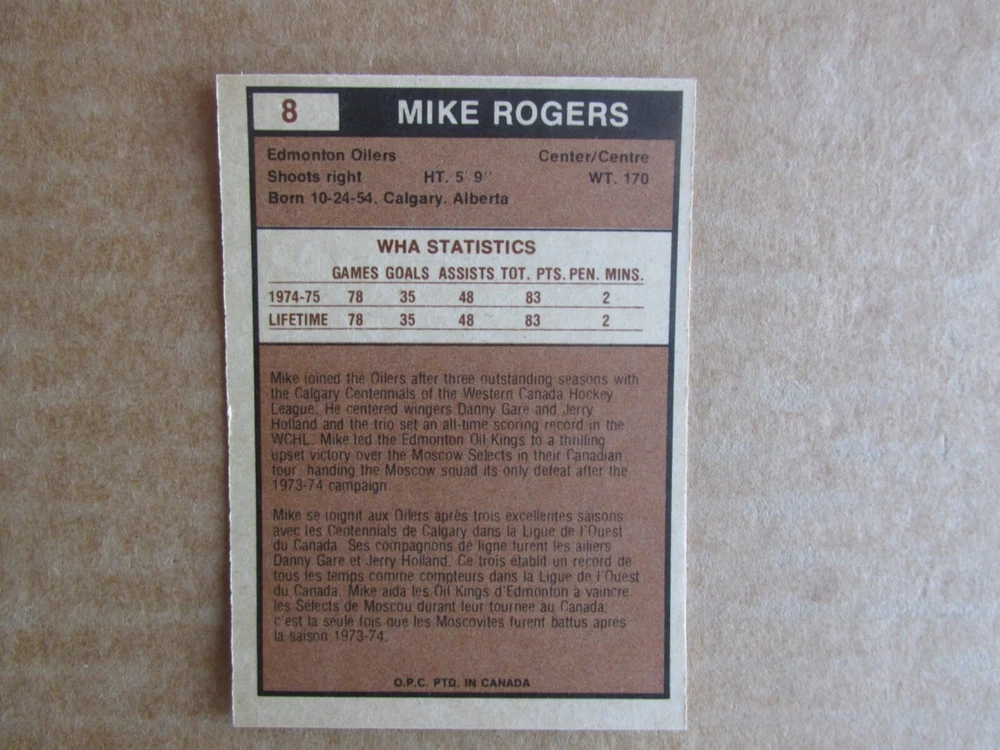 8 MIKE ROGERS
Edmonton Oilers Center/Centre
Shoots right HT. 5' 9'' WT. 170
Born 10-24-54. Calgary. Alberta
WHA STATISTICS
GAMES GOALS ASSISTS TOT. PTS. PEN. MINS.
1974-75 78 35 48 83 2
LIFETIME 78 35 48 83 2
Mike joined the Oilers after three outstanding seasons with
the Calgary Centennials of the Western Canada Hockey
League. He centered wingers Danny Gare and Jerry
Holland and the trio set an all-time scoring record in the
WCHL. Mike led the Edmonton Oil Kings to a thrilling
upset victory over the Moscow Selects in their Canadian
tour, handing the Moscow squad its only defeat after the
1973-74 campaign.
Mike se joignit aux Oilers après trois excellentes saisons
avec les Centennials de Calgary dans la Ligue de l'Ouest
du Canada. Ses compagnons de ligne furent les ailiers
Danny Gare et Jerry Holland. Ce trois établit un record de
tous les temps comme compteurs dans la Ligue de l'Ouest
du Canada. Mike aida les Oil Kings d'Edmonton à vaincre
les Selects de Moscou durant leur tournee au Canada,
c'est la seule fois que les Moscovites furent battus après
la saison 1973-74.
O.P.C. PTD. IN CANADA